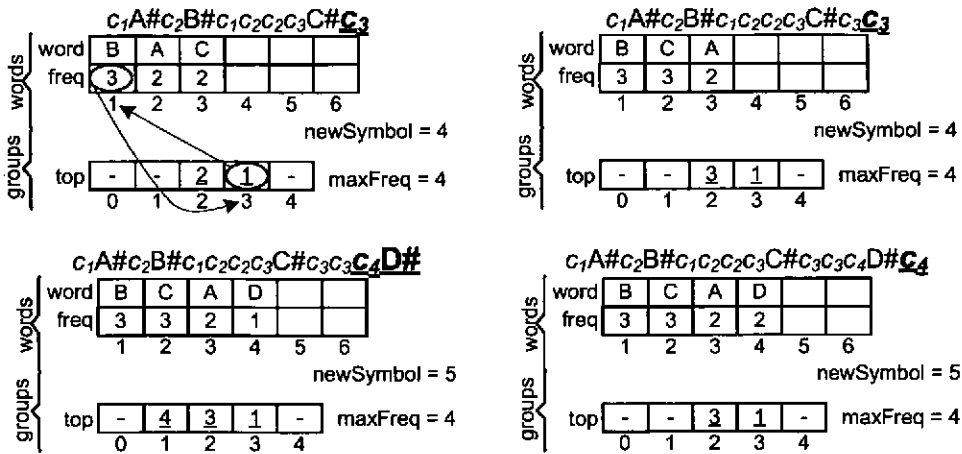 c₁A#c₂B#c₁c₂c₂c₃C#c₃
word B A C
freq 3 2 2
1 2 3 4 5 6
words
newSymbol = 4
groups
top - - 2 1 - maxFreq = 4
0 1 2 3 4
c₁A#c₂B#c₁c₂c₂c₃C#c₃c₃
word B C A
freq 3 3 2
1 2 3 4 5 6
words
newSymbol = 4
groups
top - - 3 1 - maxFreq = 4
0 1 2 3 4
c₁A#c₂B#c₁c₂c₂c₃C#c₃c₃c₄D#
word B C A D
freq 3 3 2 1
1 2 3 4 5 6
words
newSymbol = 5
groups
top - 4 3 1 - maxFreq = 4
0 1 2 3 4
c₁A#c₂B#c₁c₂c₂c₃C#c₃c₃c₄D#c₄
word B C A D
freq 3 3 2 2
1 2 3 4 5 6
words
newSymbol = 5
groups
top - - 3 1 - maxFreq = 4
0 1 2 3 4